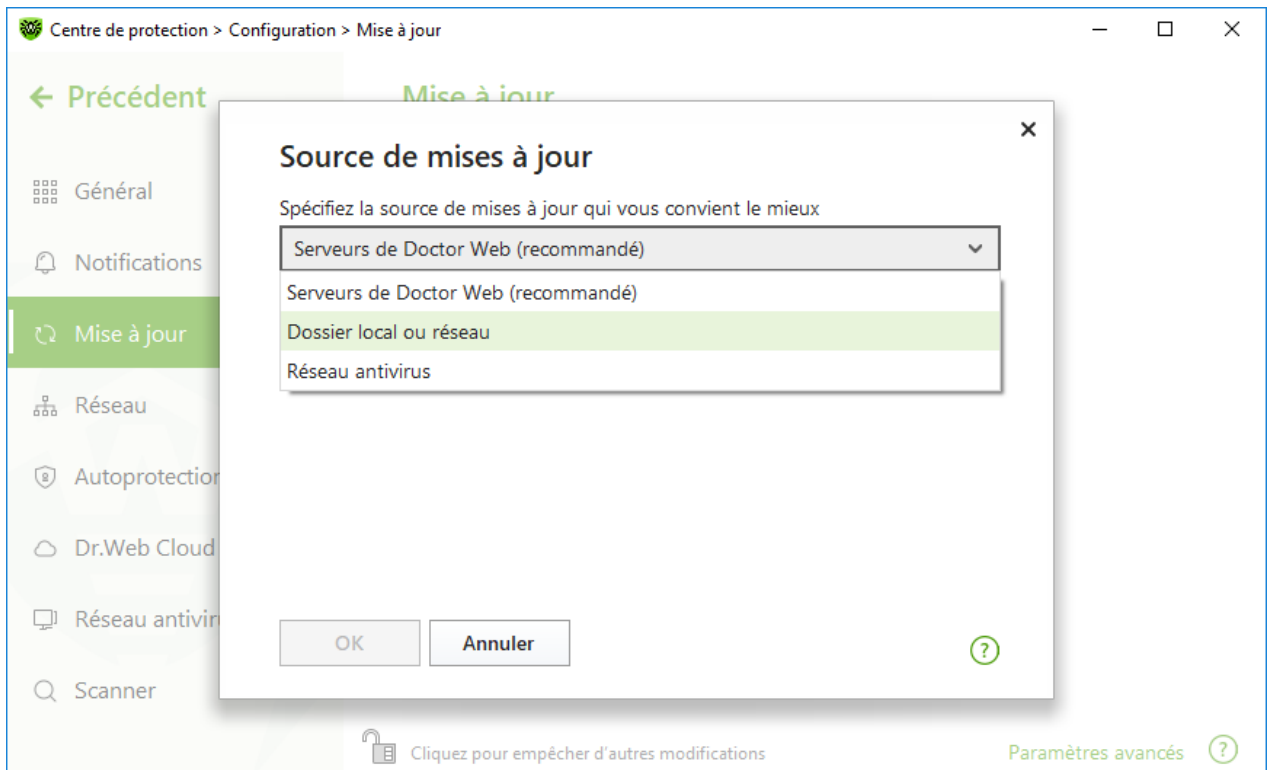 Centre de protection > Configuration > Mise à jour
Précédent
Mise à jour
Général
Notifications
Mise à jour
Réseau
Autoprotection
Dr.Web Cloud
Réseau antiviru
Scanner
Source de mises à jour
Spécifiez la source de mises à jour qui vous convient le mieux
Serveurs de Doctor Web (recommandé)
Serveurs de Doctor Web (recommandé)
Dossier local ou réseau
Réseau antivirus
OK
Annuler
?
Cliquez pour empêcher d'autres modifications
Paramètres avancés
?